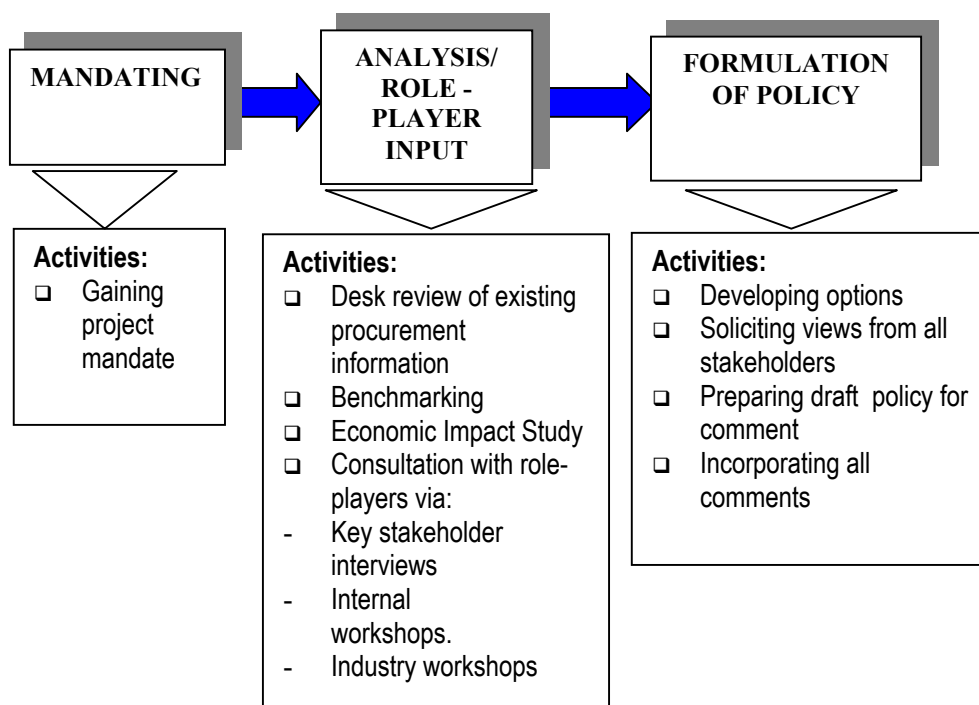 MANDATING
ANALYSIS/
ROLE -
PLAYER
INPUT
FORMULATION
OF POLICY
Activities:
❑ Gaining
project
mandate
Activities:
❑ Desk review of existing
procurement
information
❑ Benchmarking
❑ Economic Impact Study
❑ Consultation with role-
players via:
- Key stakeholder
interviews
- Internal
workshops.
- Industry workshops
Activities:
❑ Developing options
❑ Soliciting views from all
stakeholders
❑ Preparing draft policy for
comment
❑ Incorporating all
comments